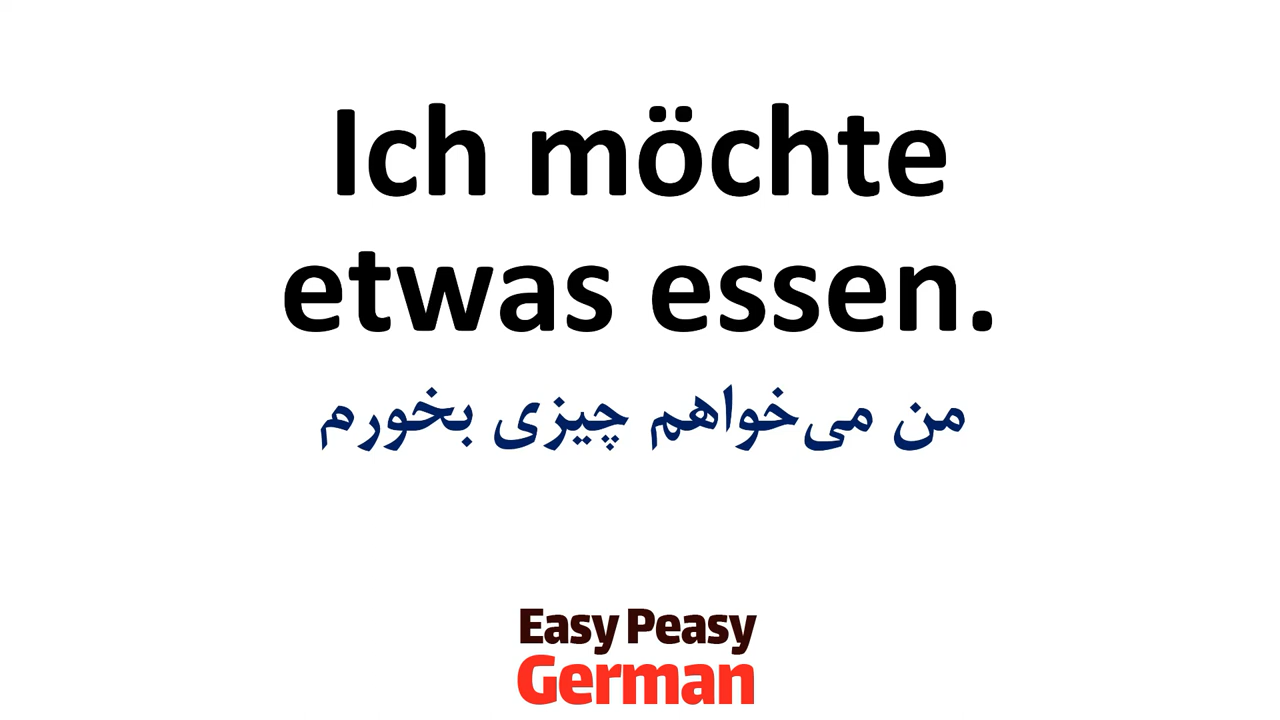 Ich möchte
etwas essen.
من می‌خواهم چیزی بخورم
Easy Peasy
German